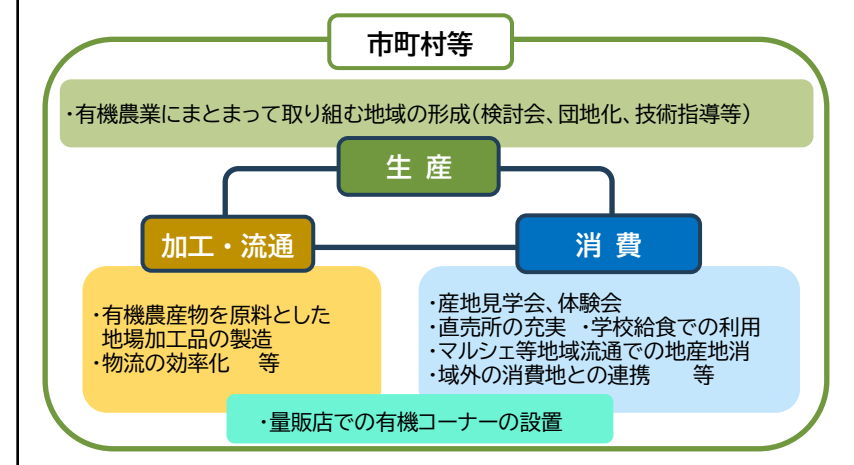 市町村等
・有機農業にまとまって取り組む地域の形成（検討会、団地化、技術指導等）
生 産
加工・流通
消 費
・有機農産物を原料とした
地場加工品の製造
・物流の効率化 等
・産地見学会、体験会
・直売所の充実 ・学校給食での利用
・マルシェ等地域流通での地産地消
・域外の消費地との連携 等
・量販店での有機コーナーの設置